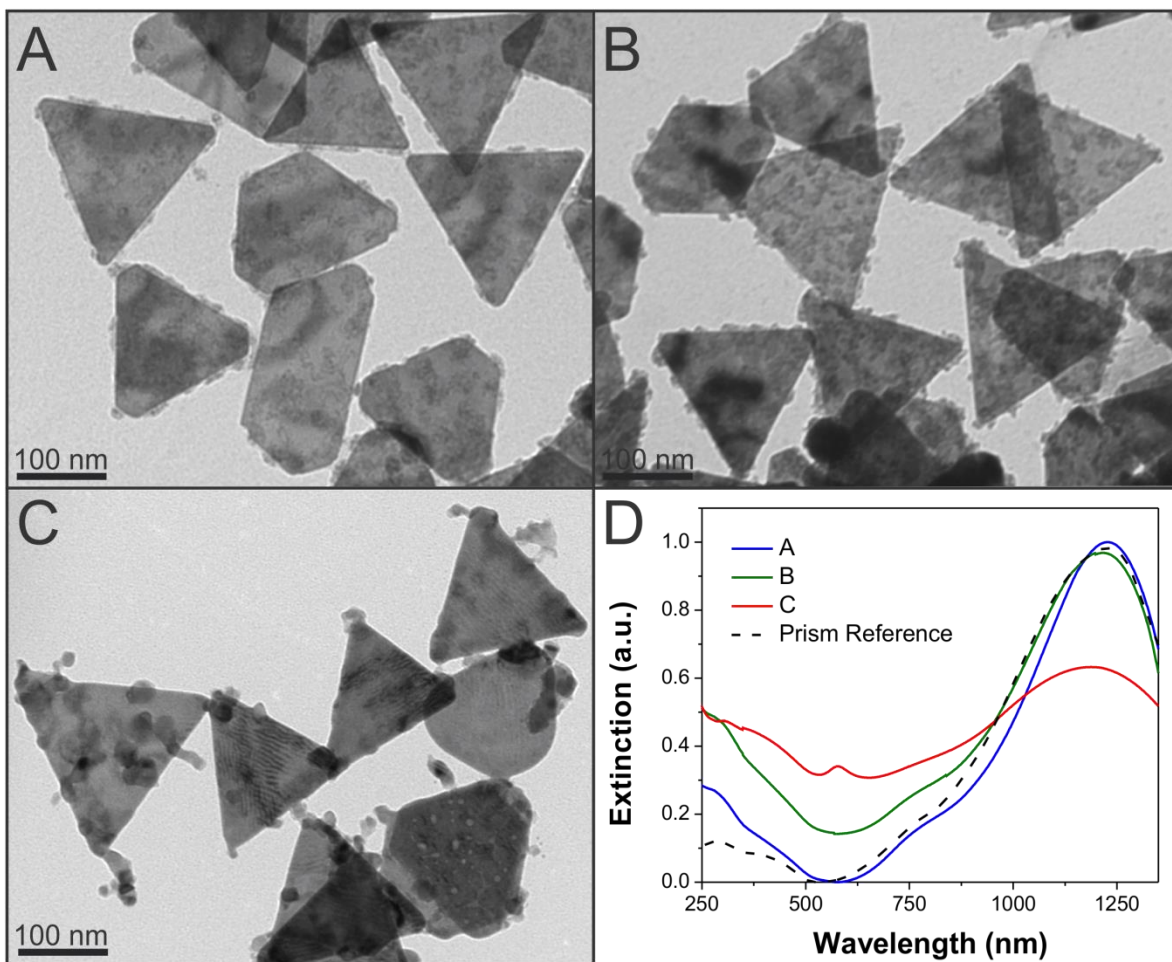 A
100 nm
B
100 nm
C
100 nm
D
A
B
C
Prism Reference
Extinction (a.u.)
1.0
0.8
0.6
0.4
0.2
0.0
250
500
750
1000
1250
Wavelength (nm)